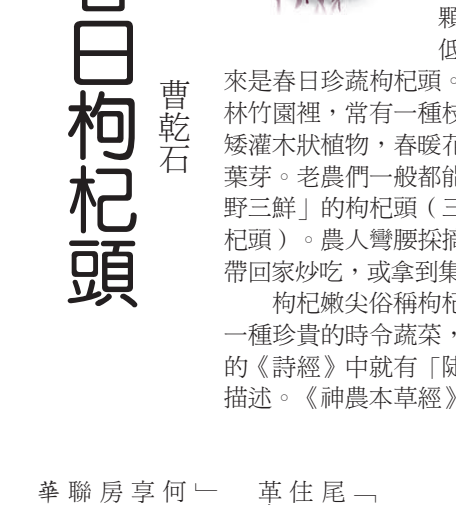 日枸杞頭
曹乾石
顆
低
來是春日珍蔬枸杞頭。
林竹園裡，常有一種枝
矮灌木狀植物，春暖花
葉芽。老農們一般都能
野三鮮」的枸杞頭（三
杞頭）。農人彎腰採摘
帶回家炒吃，或拿到集
枸杞嫩尖俗稱枸杞
一種珍貴的時令蔬菜，
的《詩經》中就有「陟
描述。《神農本草經》
華聯房享何﹂　革住尾﹁